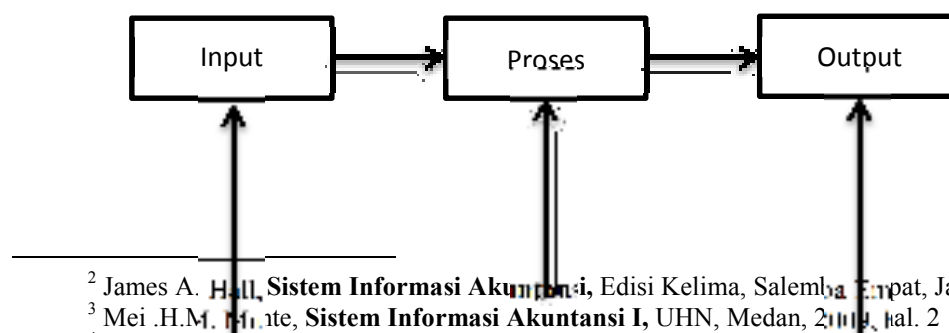 Input Proses Output
2 James A. Hall, Sistem Informasi Akuntansi, Edisi Kelima, Salemba Empat, Ja
3 Mei .H.M. Munte, Sistem Informasi Akuntansi I, UHN, Medan, hal. 2